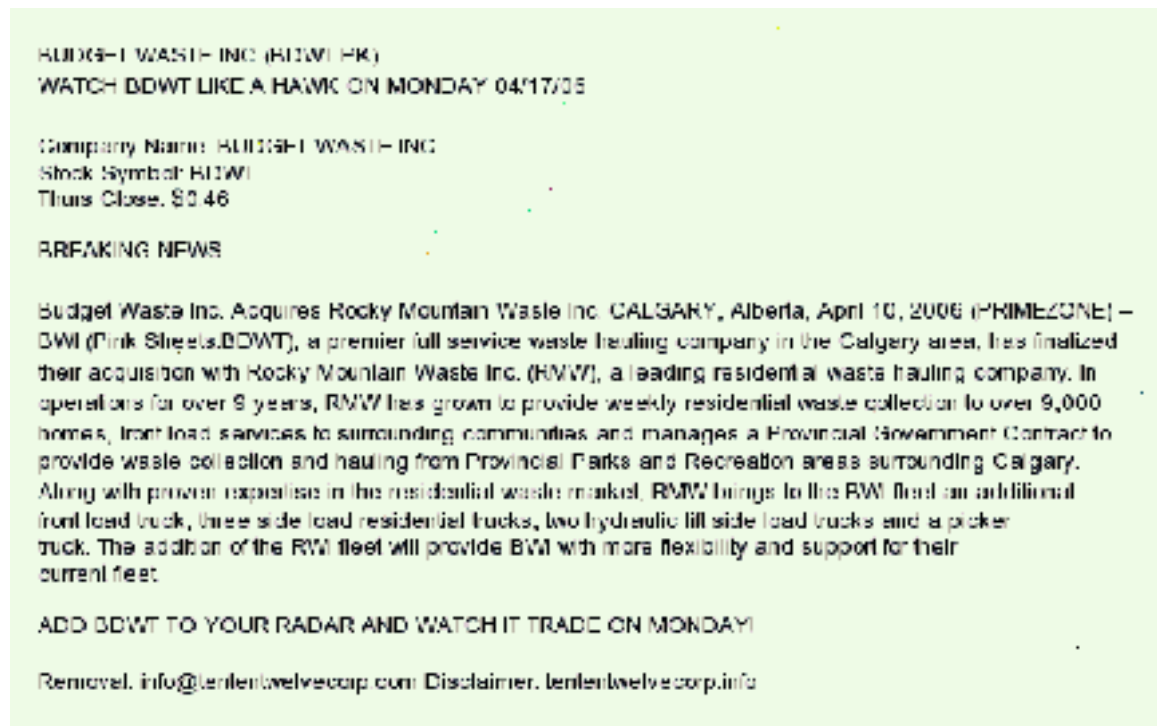 BUDGET WASTE INC (BDWT.PK)
WATCH BDWT LIKE A HAWK ON MONDAY 04/17/06
Company Name: BUDGET WASTE INC
Stock Symbol: BDWT
Thurs Close: $0.46
BREAKING NEWS
Budget Waste Inc. Acquires Rocky Mountain Waste Inc. CALGARY, Alberta, April 10, 2006 (PRIMEZONE) –
BWI (Pink Sheets:BDWT), a premier full service waste hauling company in the Calgary area, has finalized
their acquisition with Rocky Mountain Waste Inc. (RMW), a leading residential waste hauling company. In
operations for over 9 years, RMW has grown to provide weekly residential waste collection to over 9,000
homes, front load services to surrounding communities and manages a Provincial Government Contract to
provide waste collection and hauling from Provincial Parks and Recreation areas surrounding Calgary.
Along with proven expertise in the residential waste market, RMW brings to the BWI fleet an additional
front load truck, three side load residential trucks, two hydraulic lift side load trucks and a picker
truck. The addition of the RWI fleet will provide BWI with more flexibility and support for their
current fleet.
ADD BDWT TO YOUR RADAR AND WATCH IT TRADE ON MONDAY!
Removal: info@tententwelvecorp.com Disclaimer: tententwelvecorp.info